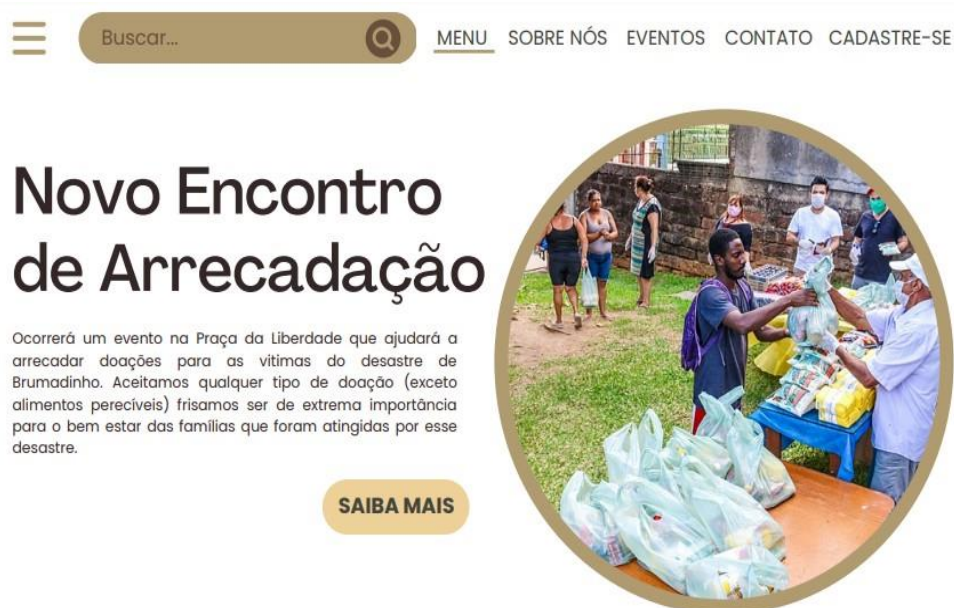 Buscar...
MENU SOBRE NÓS EVENTOS CONTATO CADASTRE-SE
Novo Encontro
de Arrecadação
Ocorrerá um evento na Praça da Liberdade que ajudará a
arrecadar doações para as vitimas do desastre de
Brumadinho. Aceitamos qualquer tipo de doação (exceto
alimentos perecíveis) frisamos ser de extrema importância
para o bem estar das famílias que foram atingidas por esse
desastre.
SAIBA MAIS